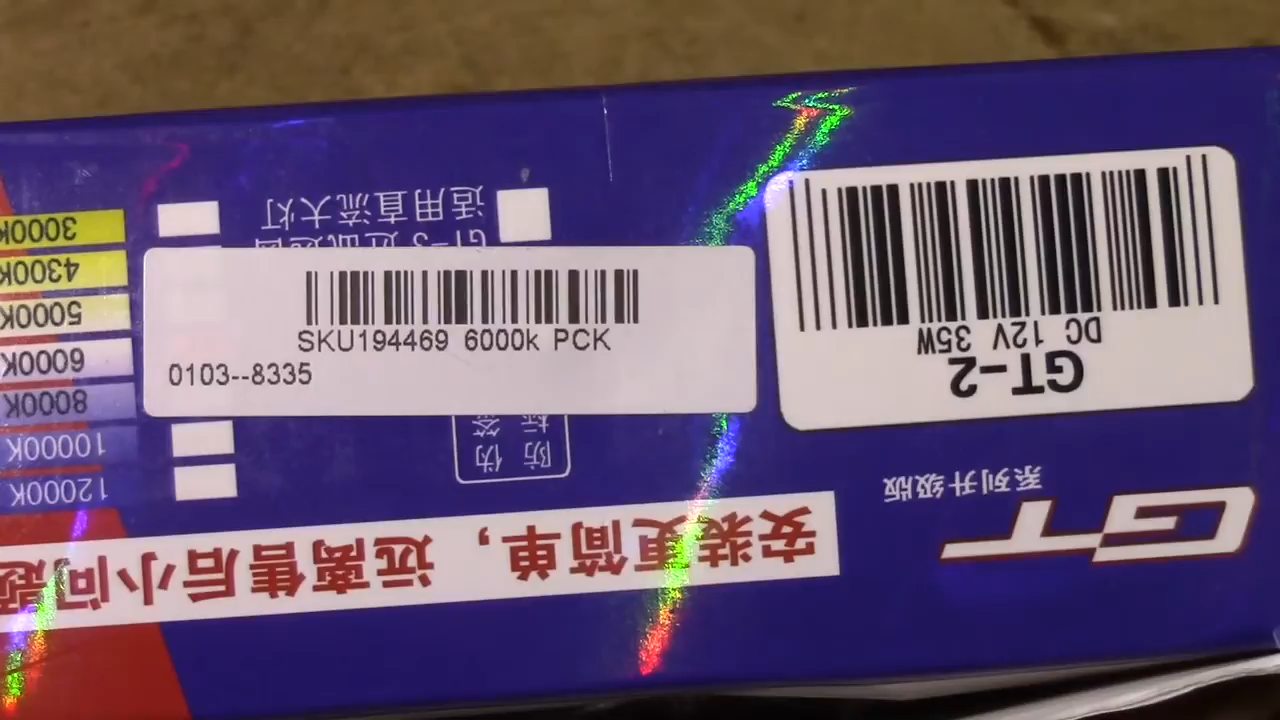 SKU194469 6000k PCK
0103--8335
GT
系列升级版
安装更简单，远离售后小问题
12000K
10000K
8000K
6000K
5000K
4300K
3000K
防伪
标签
适用直流大灯
GT-2
DC 12V 35W